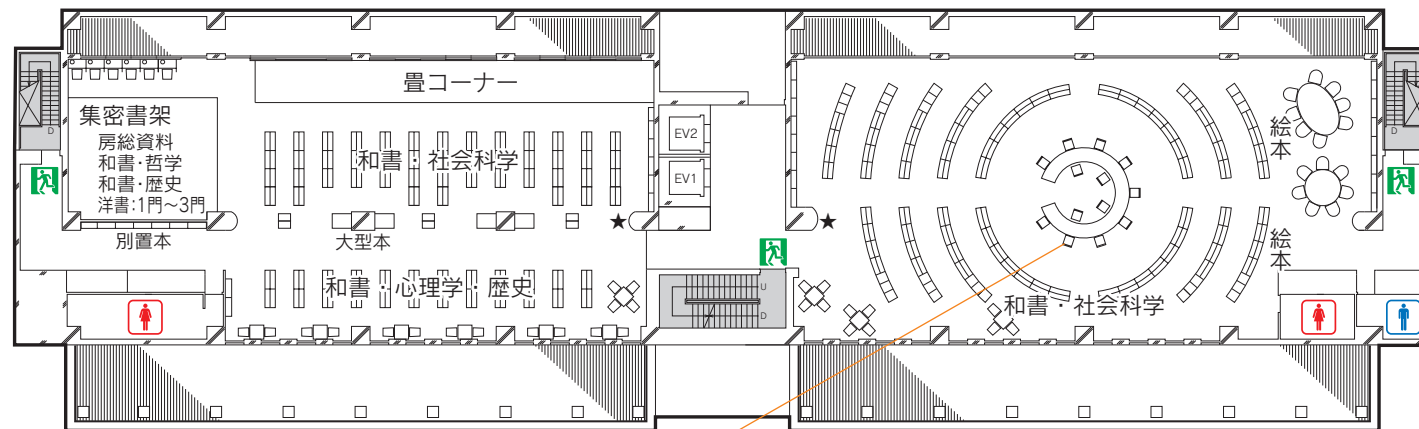 畳コーナー
集密書架
房総資料
和書・哲学
和書・歴史
洋書:1門〜3門
別置本
和書・社会科学
大型本
和書・心理学・歴史
EV2
EV1
★
★
絵本
絵本
和書・社会科学
D
U
D
D